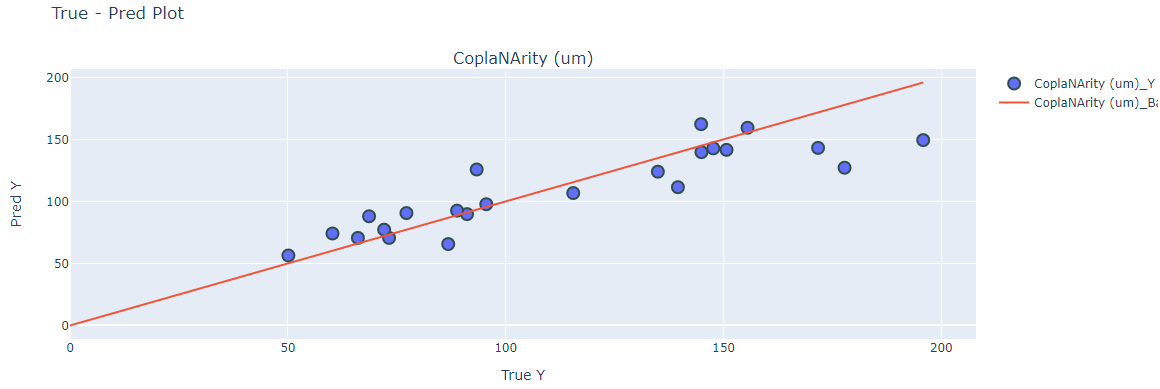 True - Pred Plot
CoplaNArity (um)
CoplaNArity (um)_Y
CoplaNArity (um)_Ba
200
150
100
50
0
Pred Y
0 50 100 150 200
True Y